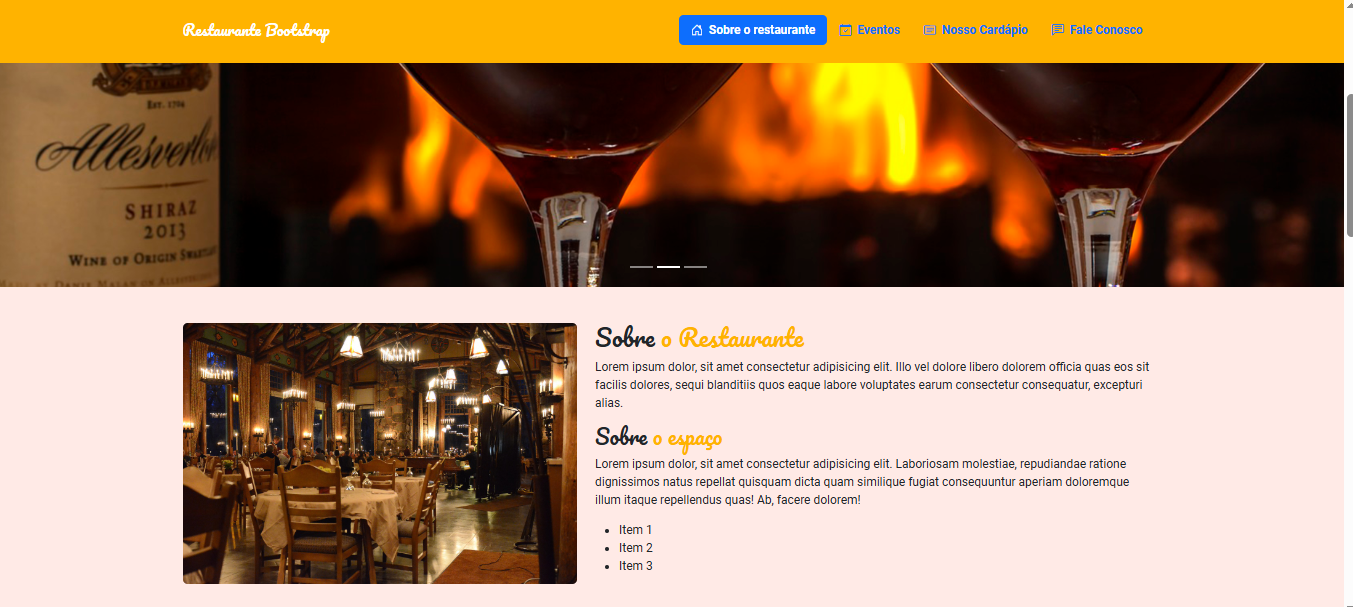 Restaurante Bootstrap
Sobre o restaurante
Eventos
Nosso Cardápio
Fale Conosco
EST. 1704
Allesverlor
SHIRAZ
2013
WINE OF ORIGIN
Sobre o Restaurante
Lorem ipsum dolor, sit amet consectetur adipisicing elit. Illo vel dolore libero dolorem officia quas eos sit
facilis dolores, sequi blanditiis quos eaque labore voluptates earum consectetur consequatur, excepturi
alias.
Sobre o espaço
Lorem ipsum dolor, sit amet consectetur adipisicing elit. Laboriosam molestiae, repudiandae ratione
dignissimos natus repellat quisquam dicta quam similique fugiat consequuntur aperiam doloremque
illum itaque repellendus quas! Ab, facere dolorem!
Item 1
Item 2
Item 3